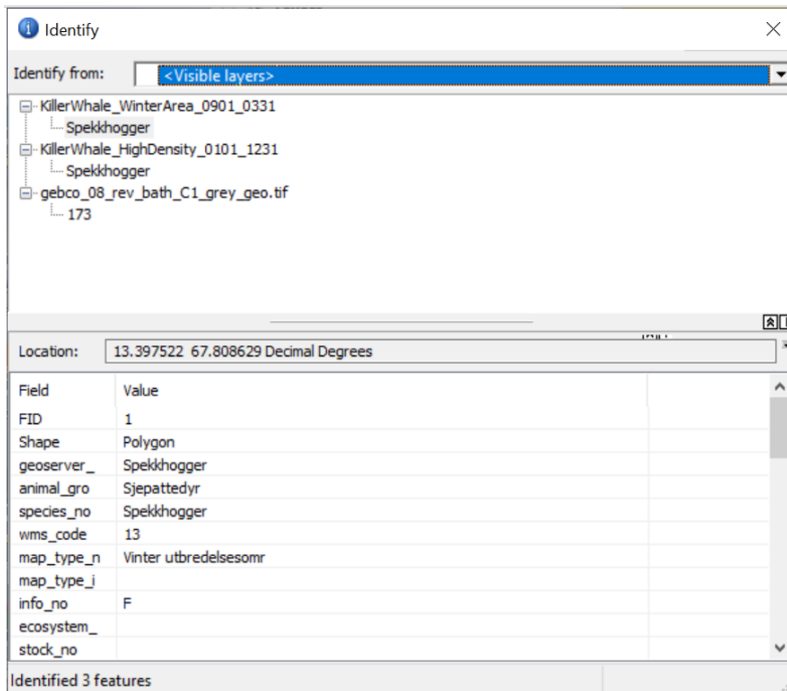 Identify
Identify from: <Visible layers>
KillerWhale_WinterArea_0901_0331
Spekkhogger
KillerWhale_HighDensity_0101_1231
Spekkhogger
gebco_08_rev_bath_C1_grey_geo.tif
173
Location: 13.397522 67.808629 Decimal Degrees
Field Value
FID 1
Shape Polygon
geoserver_ Spekkhogger
animal_gro Sjepattedyr
species_no Spekkhogger
wms_code 13
map_type_n Vinter utbredelsesomr
map_type_i
info_no F
ecosystem_
stock_no
Identified 3 features